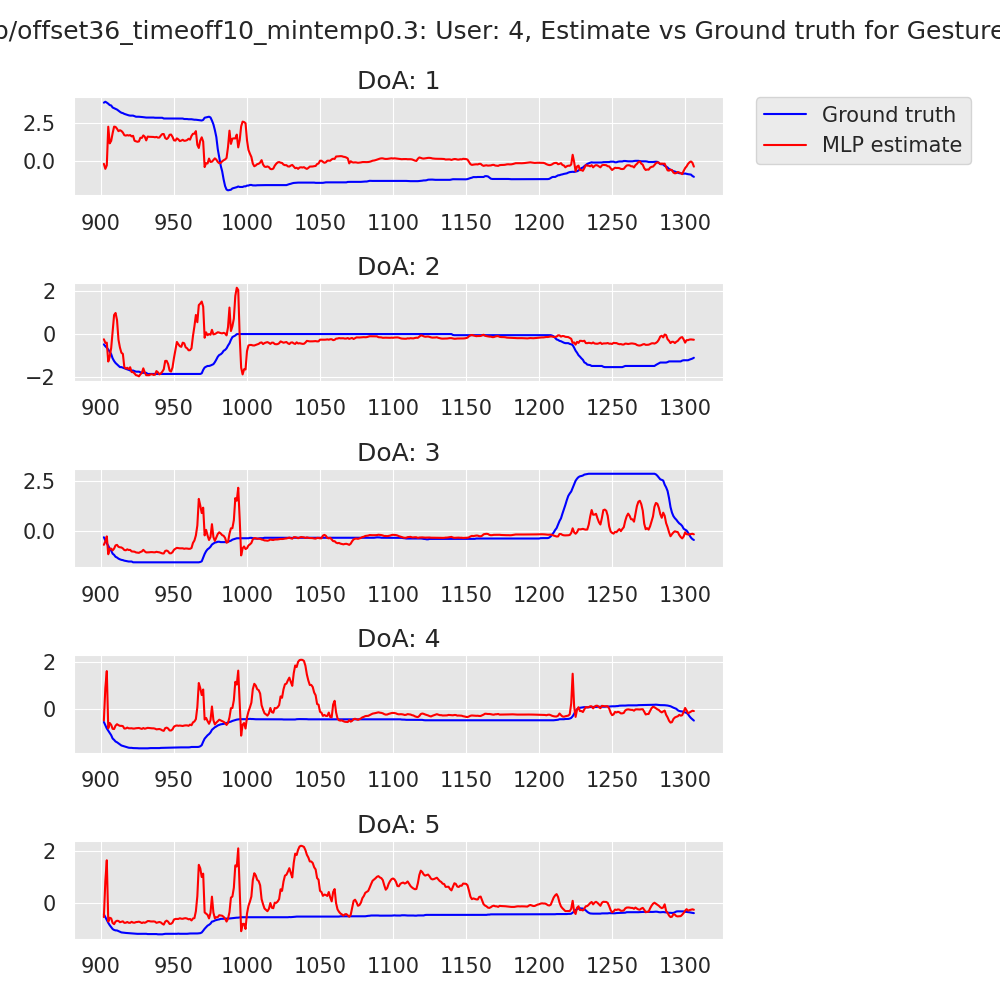 /offset36_timeoff10_mintemp0.3: User: 4, Estimate vs Ground truth for Gesture
DoA: 1
Ground truth
MLP estimate
2.5
0.0
900 950 1000 1050 1100 1150 1200 1250 1300
DoA: 2
2
0
−2
900 950 1000 1050 1100 1150 1200 1250 1300
DoA: 3
2.5
0.0
900 950 1000 1050 1100 1150 1200 1250 1300
DoA: 4
2
0
900 950 1000 1050 1100 1150 1200 1250 1300
DoA: 5
2
0
900 950 1000 1050 1100 1150 1200 1250 1300